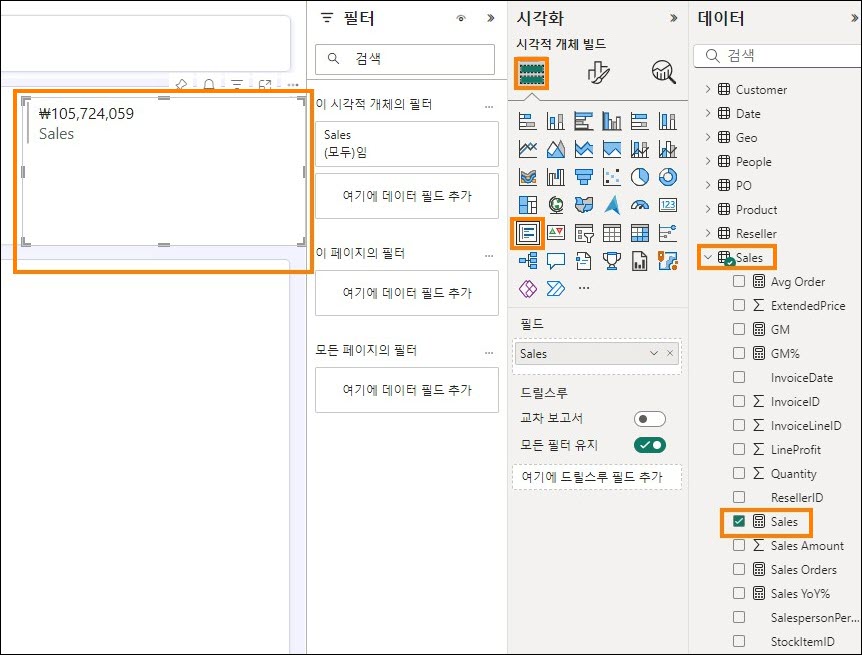 ₩105,724,059
Sales
필터
검색
이 시각적 개체의 필터
...
Sales
(모두)임
여기에 데이터 필드 추가
이 페이지의 필터
...
여기에 데이터 필드 추가
모든 페이지의 필터
...
여기에 데이터 필드 추가
시각화
시각적 개체 빌드
123
...
필드
Sales
드릴스루
교차 보고서
모든 필터 유지
여기에 드릴스루 필드 추가
데이터
검색
Customer
Date
Geo
People
PO
Product
Reseller
Sales
Avg Order
ExtendedPrice
GM
GM%
InvoiceDate
InvoiceID
InvoiceLineID
LineProfit
Quantity
ResellerID
Sales
Sales Amount
Sales Orders
Sales YoY%
SalespersonPer...
StockItemID